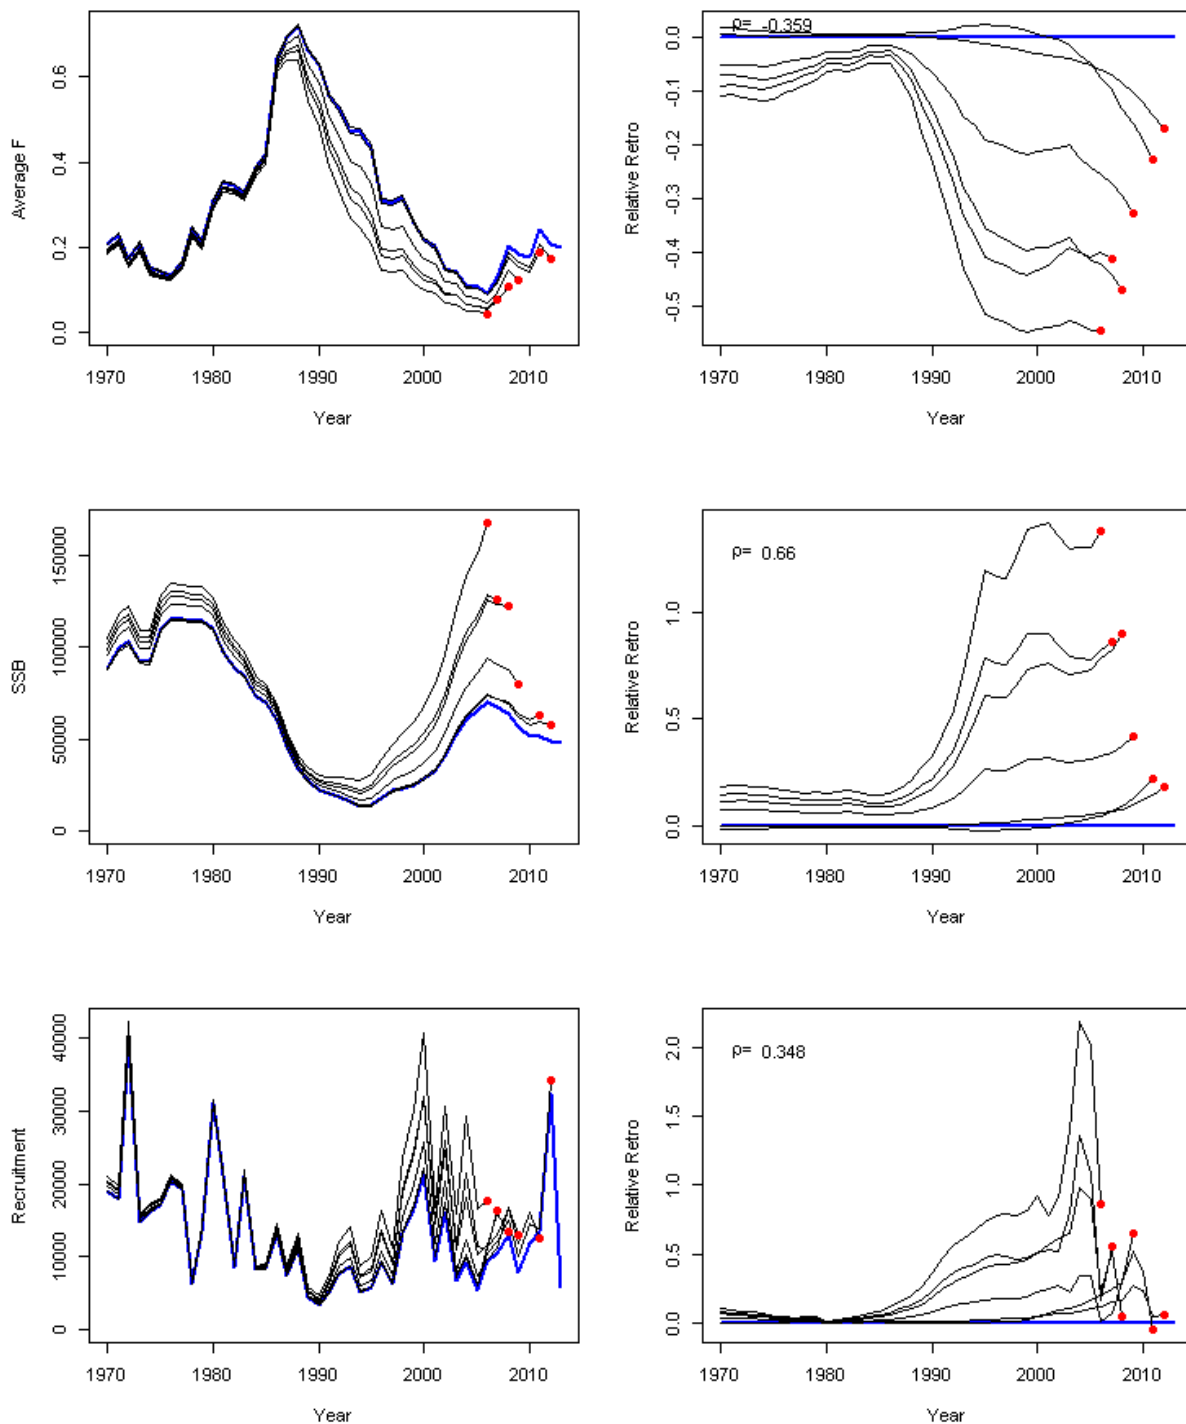 Average F
0.0 0.2 0.4 0.6
1970 1980 1990 2000 2010
Year
Relative Retro
-0.5 -0.4 -0.3 -0.2 -0.1 0.0
ρ= -0.359
1970 1980 1990 2000 2010
Year
SSB
0 50000 100000 150000
1970 1980 1990 2000 2010
Year
Relative Retro
0.0 0.5 1.0
ρ= 0.66
1970 1980 1990 2000 2010
Year
Recruitment
0 10000 20000 30000 40000
1970 1980 1990 2000 2010
Year
Relative Retro
0.0 0.5 1.0 1.5 2.0
ρ= 0.348
1970 1980 1990 2000 2010
Year